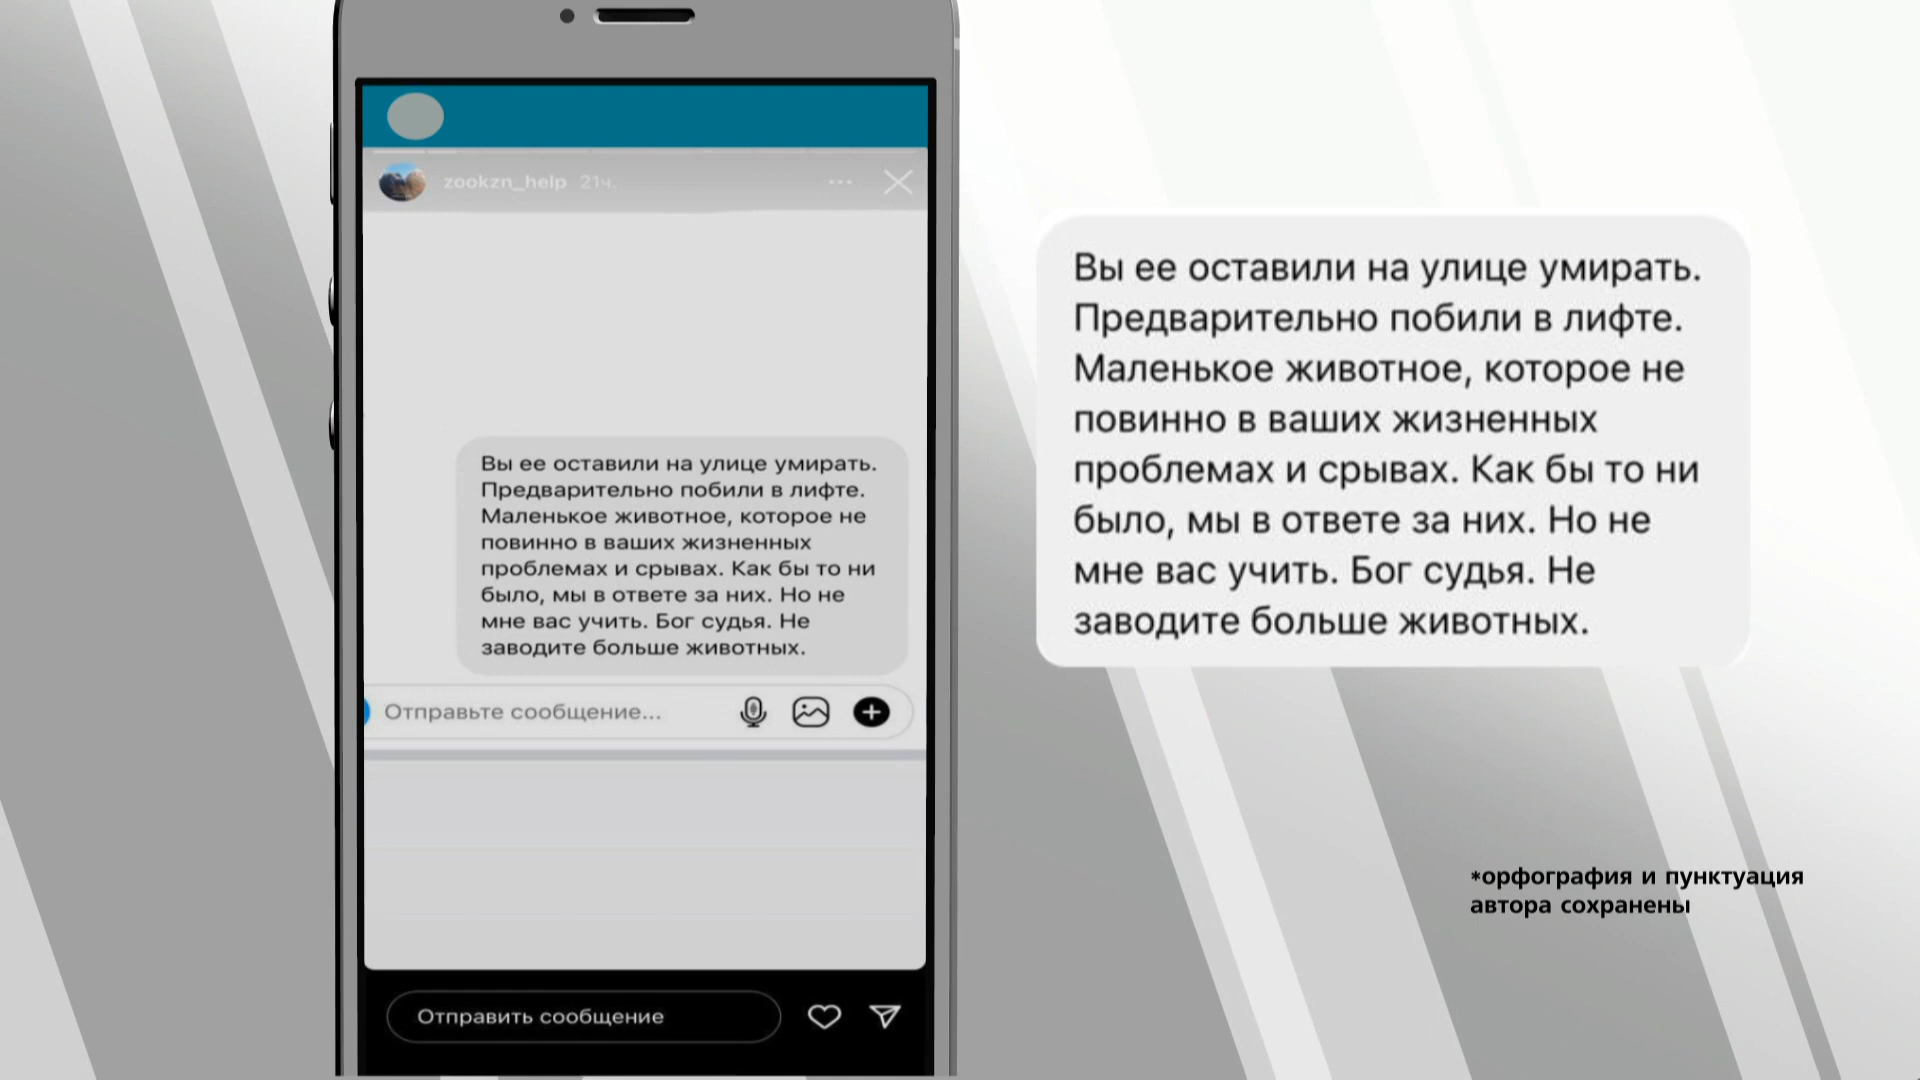 zookzn_help 21ч.
Вы ее оставили на улице умирать.
Предварительно побили в лифте.
Маленькое животное, которое не
повинно в ваших жизненных
проблемах и срывах. Как бы то ни
было, мы в ответе за них. Но не
мне вас учить. Бог судья. Не
заводите больше животных.
Отправьте сообщение...
Отправить сообщение
Вы ее оставили на улице умирать.
Предварительно побили в лифте.
Маленькое животное, которое не
повинно в ваших жизненных
проблемах и срывах. Как бы то ни
было, мы в ответе за них. Но не
мне вас учить. Бог судья. Не
заводите больше животных.
*орфография и пунктуация
автора сохранены